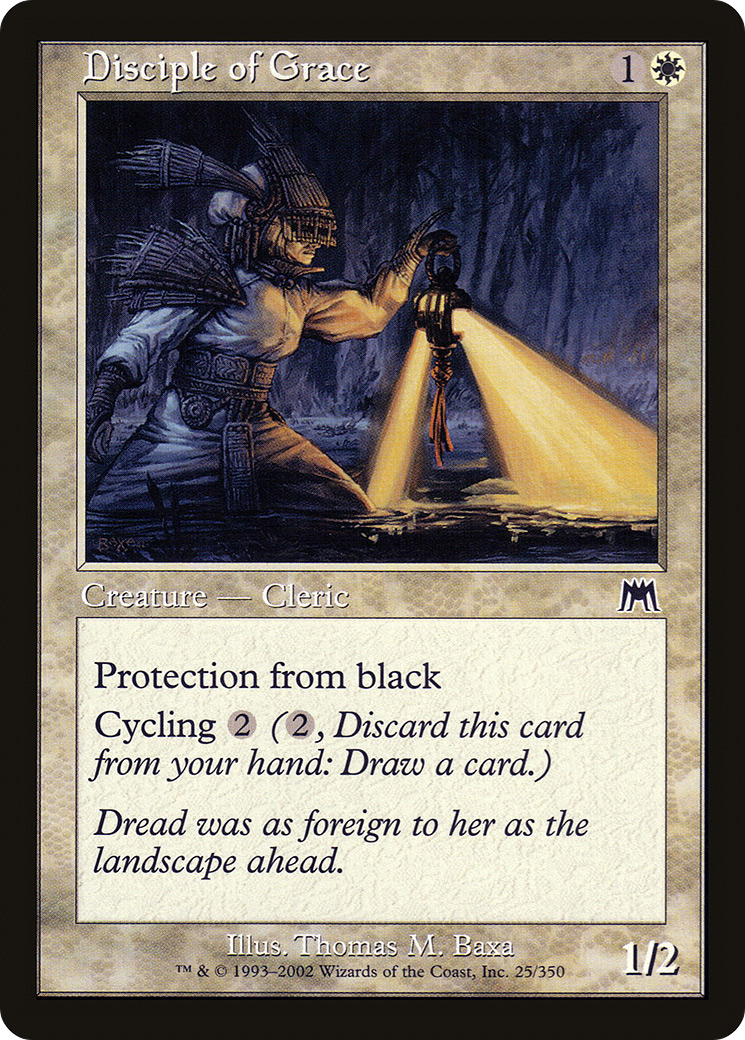 Disciple of Grace 1
Baxa
Creature — Cleric
Protection from black
Cycling 2 (2, Discard this card
from your hand: Draw a card.)
Dread was as foreign to her as the
landscape ahead.
Illus. Thomas M. Baxa
™ & © 1993–2002 Wizards of the Coast, Inc. 25/350
1/2